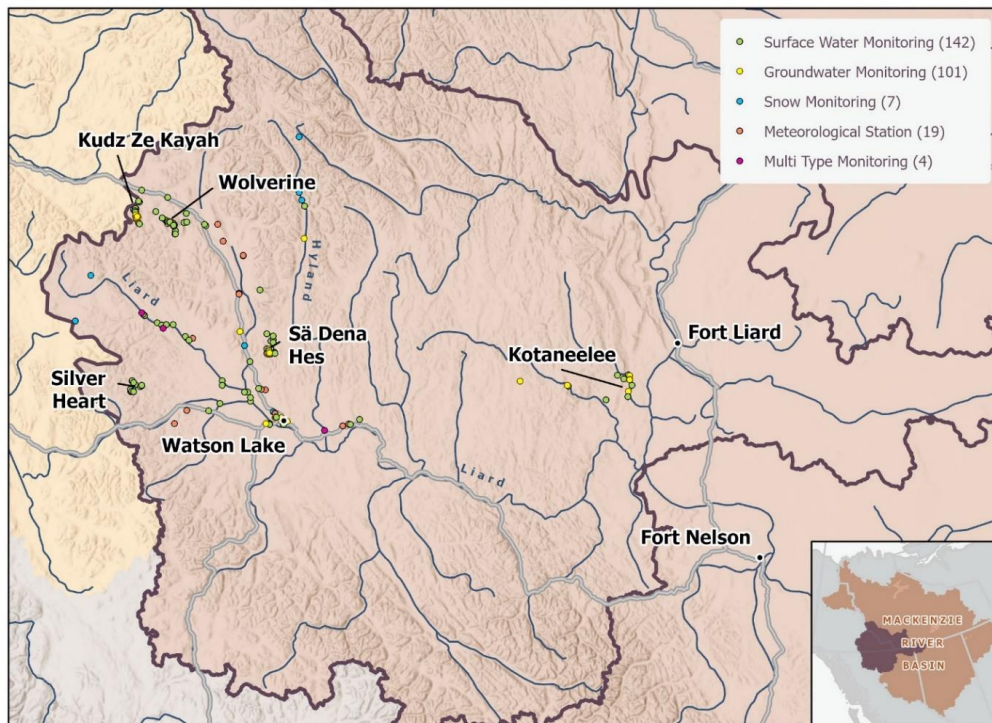 Surface Water Monitoring (142)
Groundwater Monitoring (101)
Snow Monitoring (7)
Meteorological Station (19)
Multi Type Monitoring (4)
Kudz Ze Kayah
Wolverine
Hyland
Liard
Sä Dena
Hes
Fort Liard
Kotaneelee
Silver
Heart
Watson Lake
Liard
Fort Nelson
MACKENZIE
RIVER
BASIN